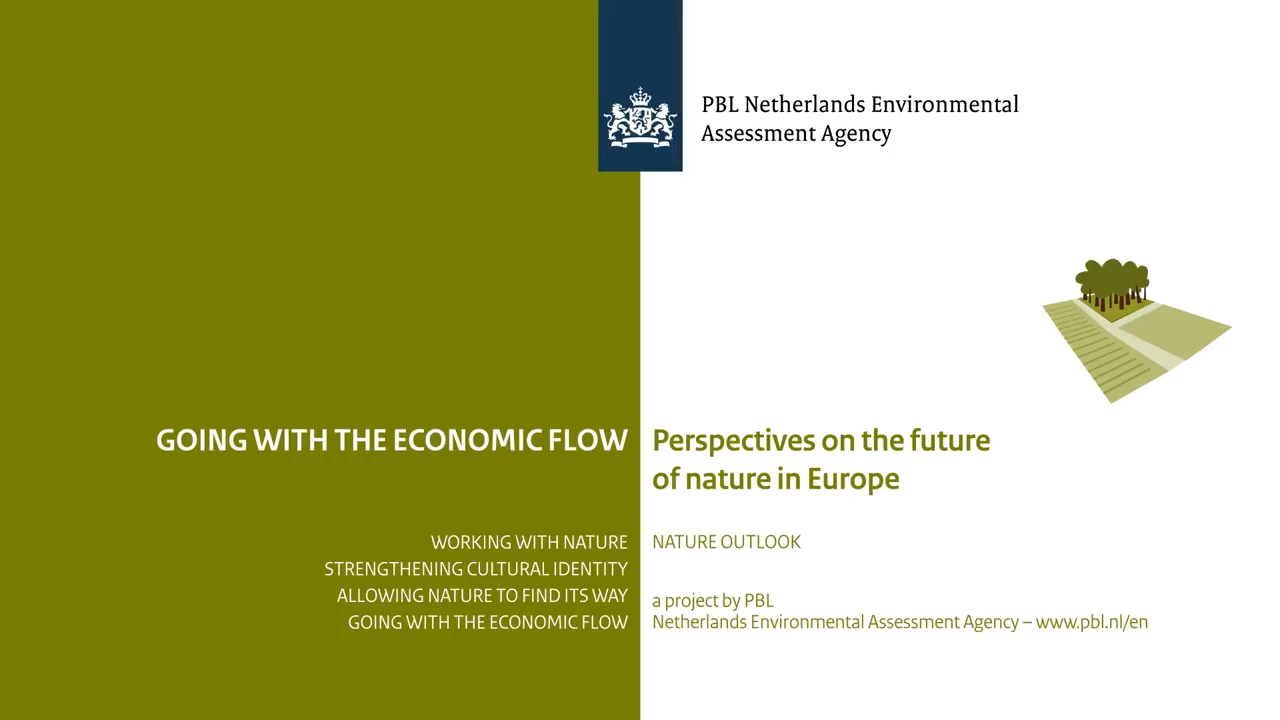 PBL Netherlands Environmental
Assessment Agency
GOING WITH THE ECONOMIC FLOW
Perspectives on the future
of nature in Europe
WORKING WITH NATURE
STRENGTHENING CULTURAL IDENTITY
ALLOWING NATURE TO FIND ITS WAY
GOING WITH THE ECONOMIC FLOW
NATURE OUTLOOK
a project by PBL
Netherlands Environmental Assessment Agency – www.pbl.nl/en